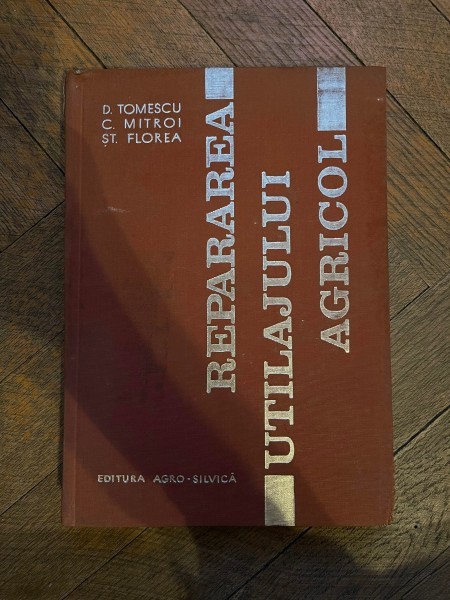 D. TOMESCU
C. MITROI
ȘT. FLOREA
REPARAREA
UTILAJULUI
AGRICOL
EDITURA AGRO-SILVICĂ